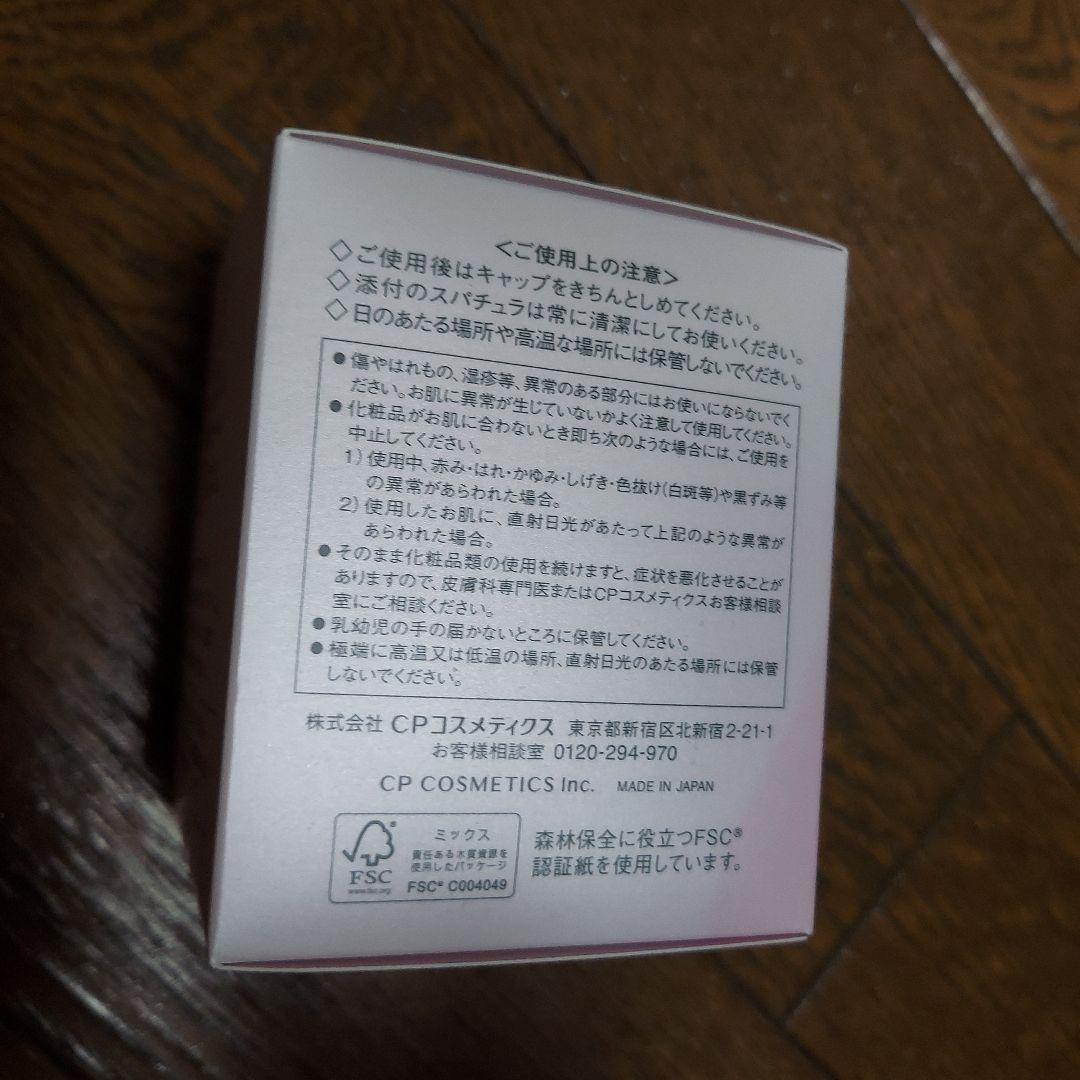 <ご使用上の注意>
◇ご使用後はキャップをきちんとしめてください。
◇添付のスパチュラは常に清潔にしてお使いください。
◇日のあたる場所や高温な場所には保管しないでください。
●傷やはれもの、湿疹等、異常のある部分にはお使いにならないでく
ださい。お肌に異常が生じていないかよく注意して使用してください。
●化粧品がお肌に合わないとき即ち次のような場合には、ご使用を
中止してください。
1)使用中、赤み・はれ・かゆみ・しげき・色抜け(白斑等)や黒ずみ等
の異常があらわれた場合。
2)使用したお肌に、直射日光があたって上記のような異常が
あらわれた場合。
●そのまま化粧品類の使用を続けますと、症状を悪化させることが
ありますので、皮膚科専門医またはCPコスメティクスお客様相談
室にご相談ください。
●乳幼児の手の届かないところに保管してください。
●極端に高温又は低温の場所、直射日光のあたる場所には保管
しないでください。
株式会社 CPコスメティクス 東京都新宿区北新宿2-21-1
お客様相談室 0120-294-970
CP COSMETICS Inc. MADE IN JAPAN
ミックス
責任ある木質資源を
使用したパッケージ
FSC® C004049
FSC
www.fsc.org
森林保全に役立つFSC®
認証紙を使用しています。